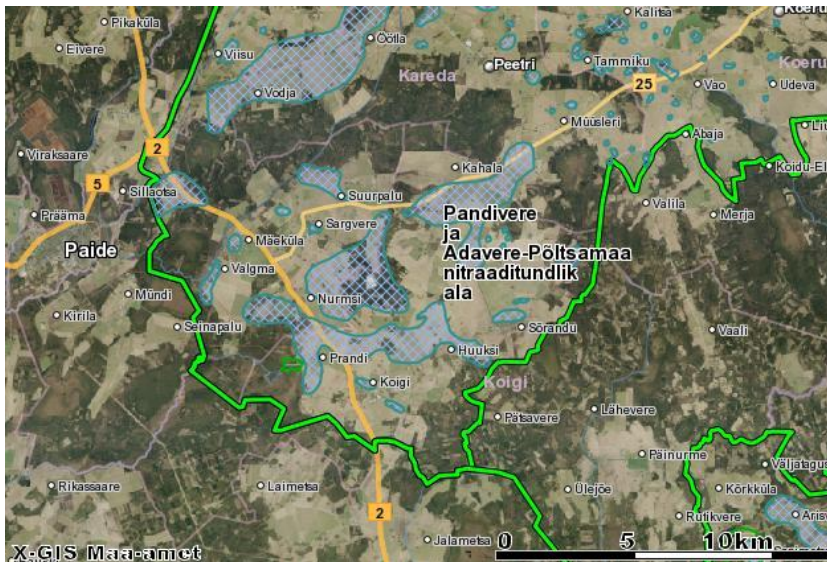 Pikaküla
Kalitsa
Koeru
Eivere
Viisu
Öötla
Peetri
Tammiku
Kareda
Koeru
Vodja
25
Vao
Udeva
Müüsleri
Viraksaare
2
Abaja
5
Kahala
Koidu-El
Sillaotsa
Suurpalu
Prääma
Sargvere
Pandivere
ja
Adavere-Põltsamaa
nitraaditundlik
ala
Valila
Merja
Paide
Mäeküla
Valgma
Mündi
Nurmsi
Kirila
Seinapalu
Sõrandu
Vaali
Prandi
Huuksi
Koigi
Koigi
Pätsavere
Lähevere
Päinurme
Väljatagus
Rikassaare
Laimetsa
Ülejõe
Kõrkküla
2
Rutikvere
Arisv
Jalametsa
X-GIS Maa-amet
0 5 10km